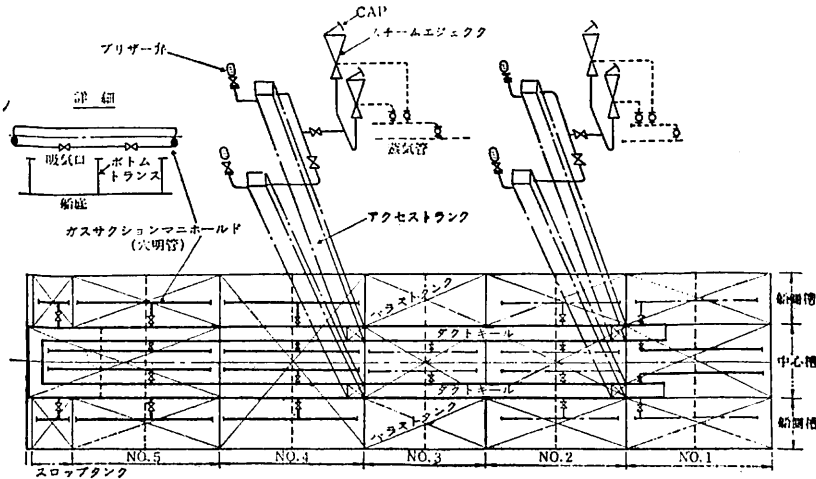 CAP
スチームエジェクタ
ブリザー弁
詳細
吸気口
ボトム
トランス
船底
蒸気管
ガスサクションマニホールド
(穴明管)
アクセストランク
バラストタンク
船側槽
ダクトキール
中心槽
ダクトキール
バラストタンク
船側槽
NO.5
NO.4
NO.3
NO.2
NO.1
スロップタンク